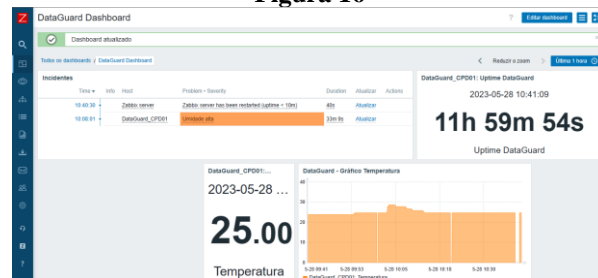 Figura 16
Z DataGuard Dashboard
? Editar dashboard
Dashboard atualizado
Todos os dashboards / DataGuard Dashboard
< Reduzir o zoom > Última 1 hora
Incidentes
Time Info Host Problem • Severity Duration Atualizar Actions
10:40:30 Zabbix server Zabbix server has been restarted (uptime < 10m) 40s Atualizar
10:08:01 DataGuard_CPD01 Umidade alta 33m 9s Atualizar
DataGuard_CPD01: Uptime DataGuard
2023-05-28 10:41:09
11h 59m 54s
Uptime DataGuard
DataGuard_CPD01:...
2023-05-28 ...
25.00
Temperatura
DataGuard - Gráfico Temperatura
40
30
20
10
0
5-28 09:41 5-28 09:53 5-28 10:05 5-28 10:18 5-28 10:30
DataGuard_CPD01: Temperatura